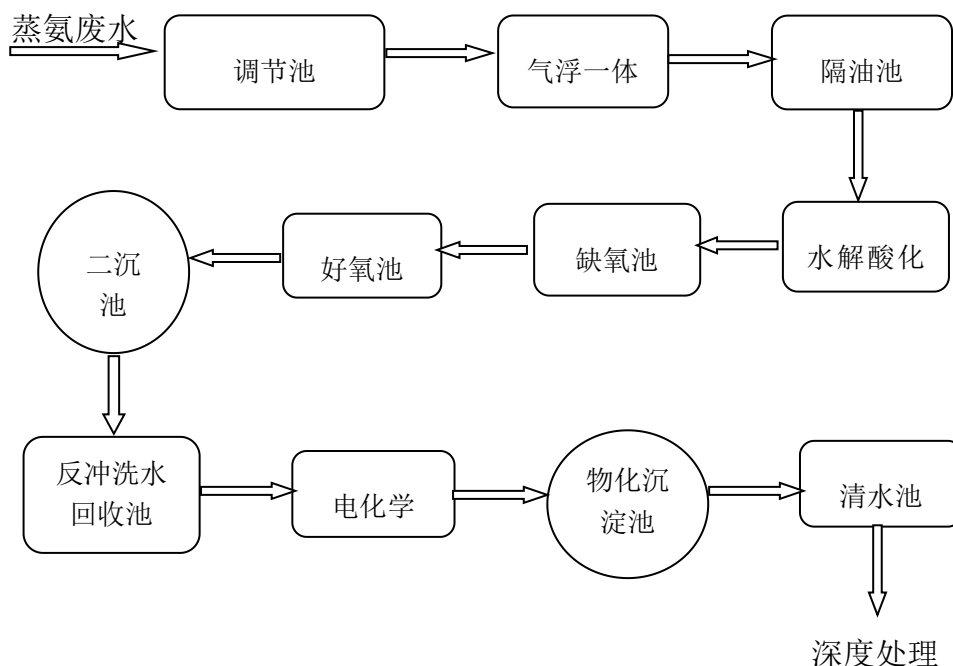 蒸氨废水
调节池
气浮一体
隔油池
水解酸化
缺氧池
好氧池
二沉
池
反冲洗水
回收池
电化学
物化沉
淀池
清水池
深度处理